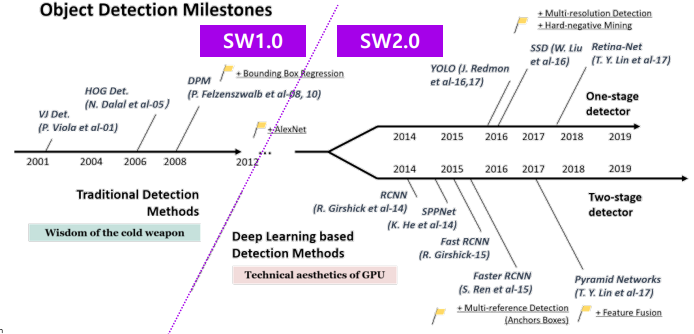 Object Detection Milestones
SW1.0
SW2.0
+ Multi-resolution Detection
+ Hard-negative Mining
+ Bounding Box Regression
DPM
(P. Felzenszwalb et al-08, 10)
HOG Det.
(N. Dalal et al-05)
VJ Det.
(P. Viola et al-01)
YOLO (J. Redmon
et al-16,17)
SSD (W. Liu
et al-16)
Retina-Net
(T. Y. Lin et al-17)
One-stage
detector
+ AlexNet
2001
2004
2006
2008
2012
...
2014
2015
2016
2017
2018
2019
2014
2015
2016
2017
2018
2019
Two-stage
detector
Traditional Detection
Methods
Wisdom of the cold weapon
Deep Learning based
Detection Methods
Technical aesthetics of GPU
RCNN
(R. Girshick et al-14)
SPPNet
(K. He et al-14)
Fast RCNN
(R. Girshick-15)
Faster RCNN
(S. Ren et al-15)
+ Multi-reference Detection
(Anchors Boxes)
Pyramid Networks
(T. Y. Lin et al-17)
+ Feature Fusion